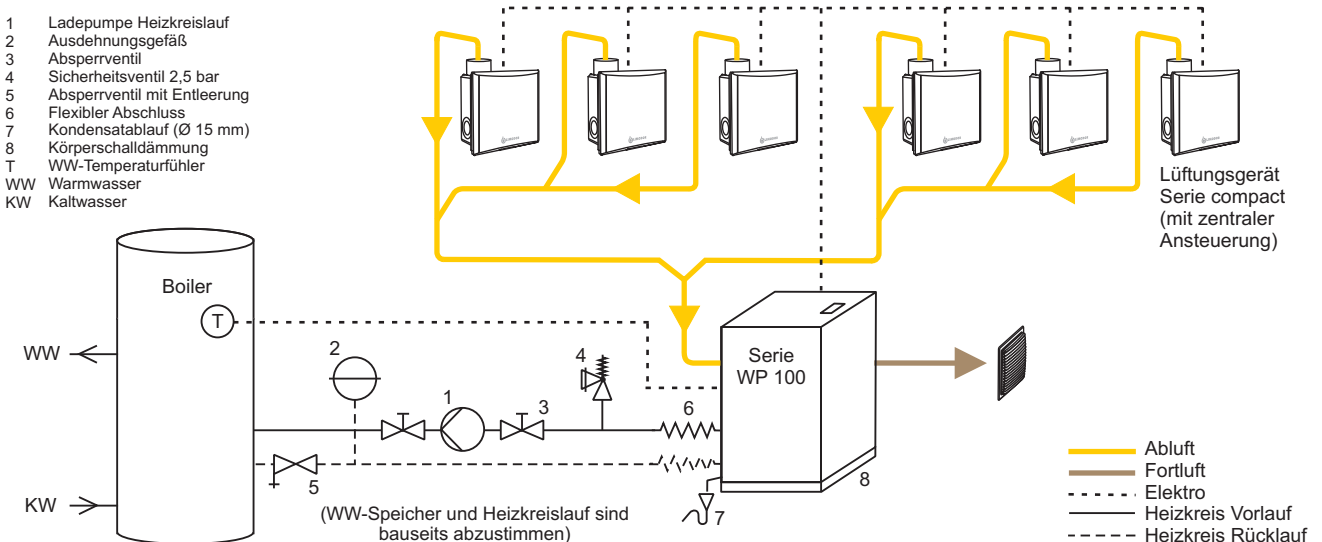 1 Ladepumpe Heizkreislauf
2 Ausdehnungsgefäß
3 Absperrventil
4 Sicherheitsventil 2,5 bar
5 Absperrventil mit Entleerung
6 Flexibler Abschluss
7 Kondensatablauf (Ø 15 mm)
8 Körperschalldämmung
T WW-Temperaturfühler
WW Warmwasser
KW Kaltwasser
Lüftungsgerät
Serie compact
(mit zentraler
Ansteuerung)
Boiler
T
WW
KW
2
1
3
4
5
6
7
8
Serie
WP 100
(WW-Speicher und Heizkreislauf sind
bauseits abzustimmen)
Abluft
Fortluft
Elektro
Heizkreis Vorlauf
Heizkreis Rücklauf